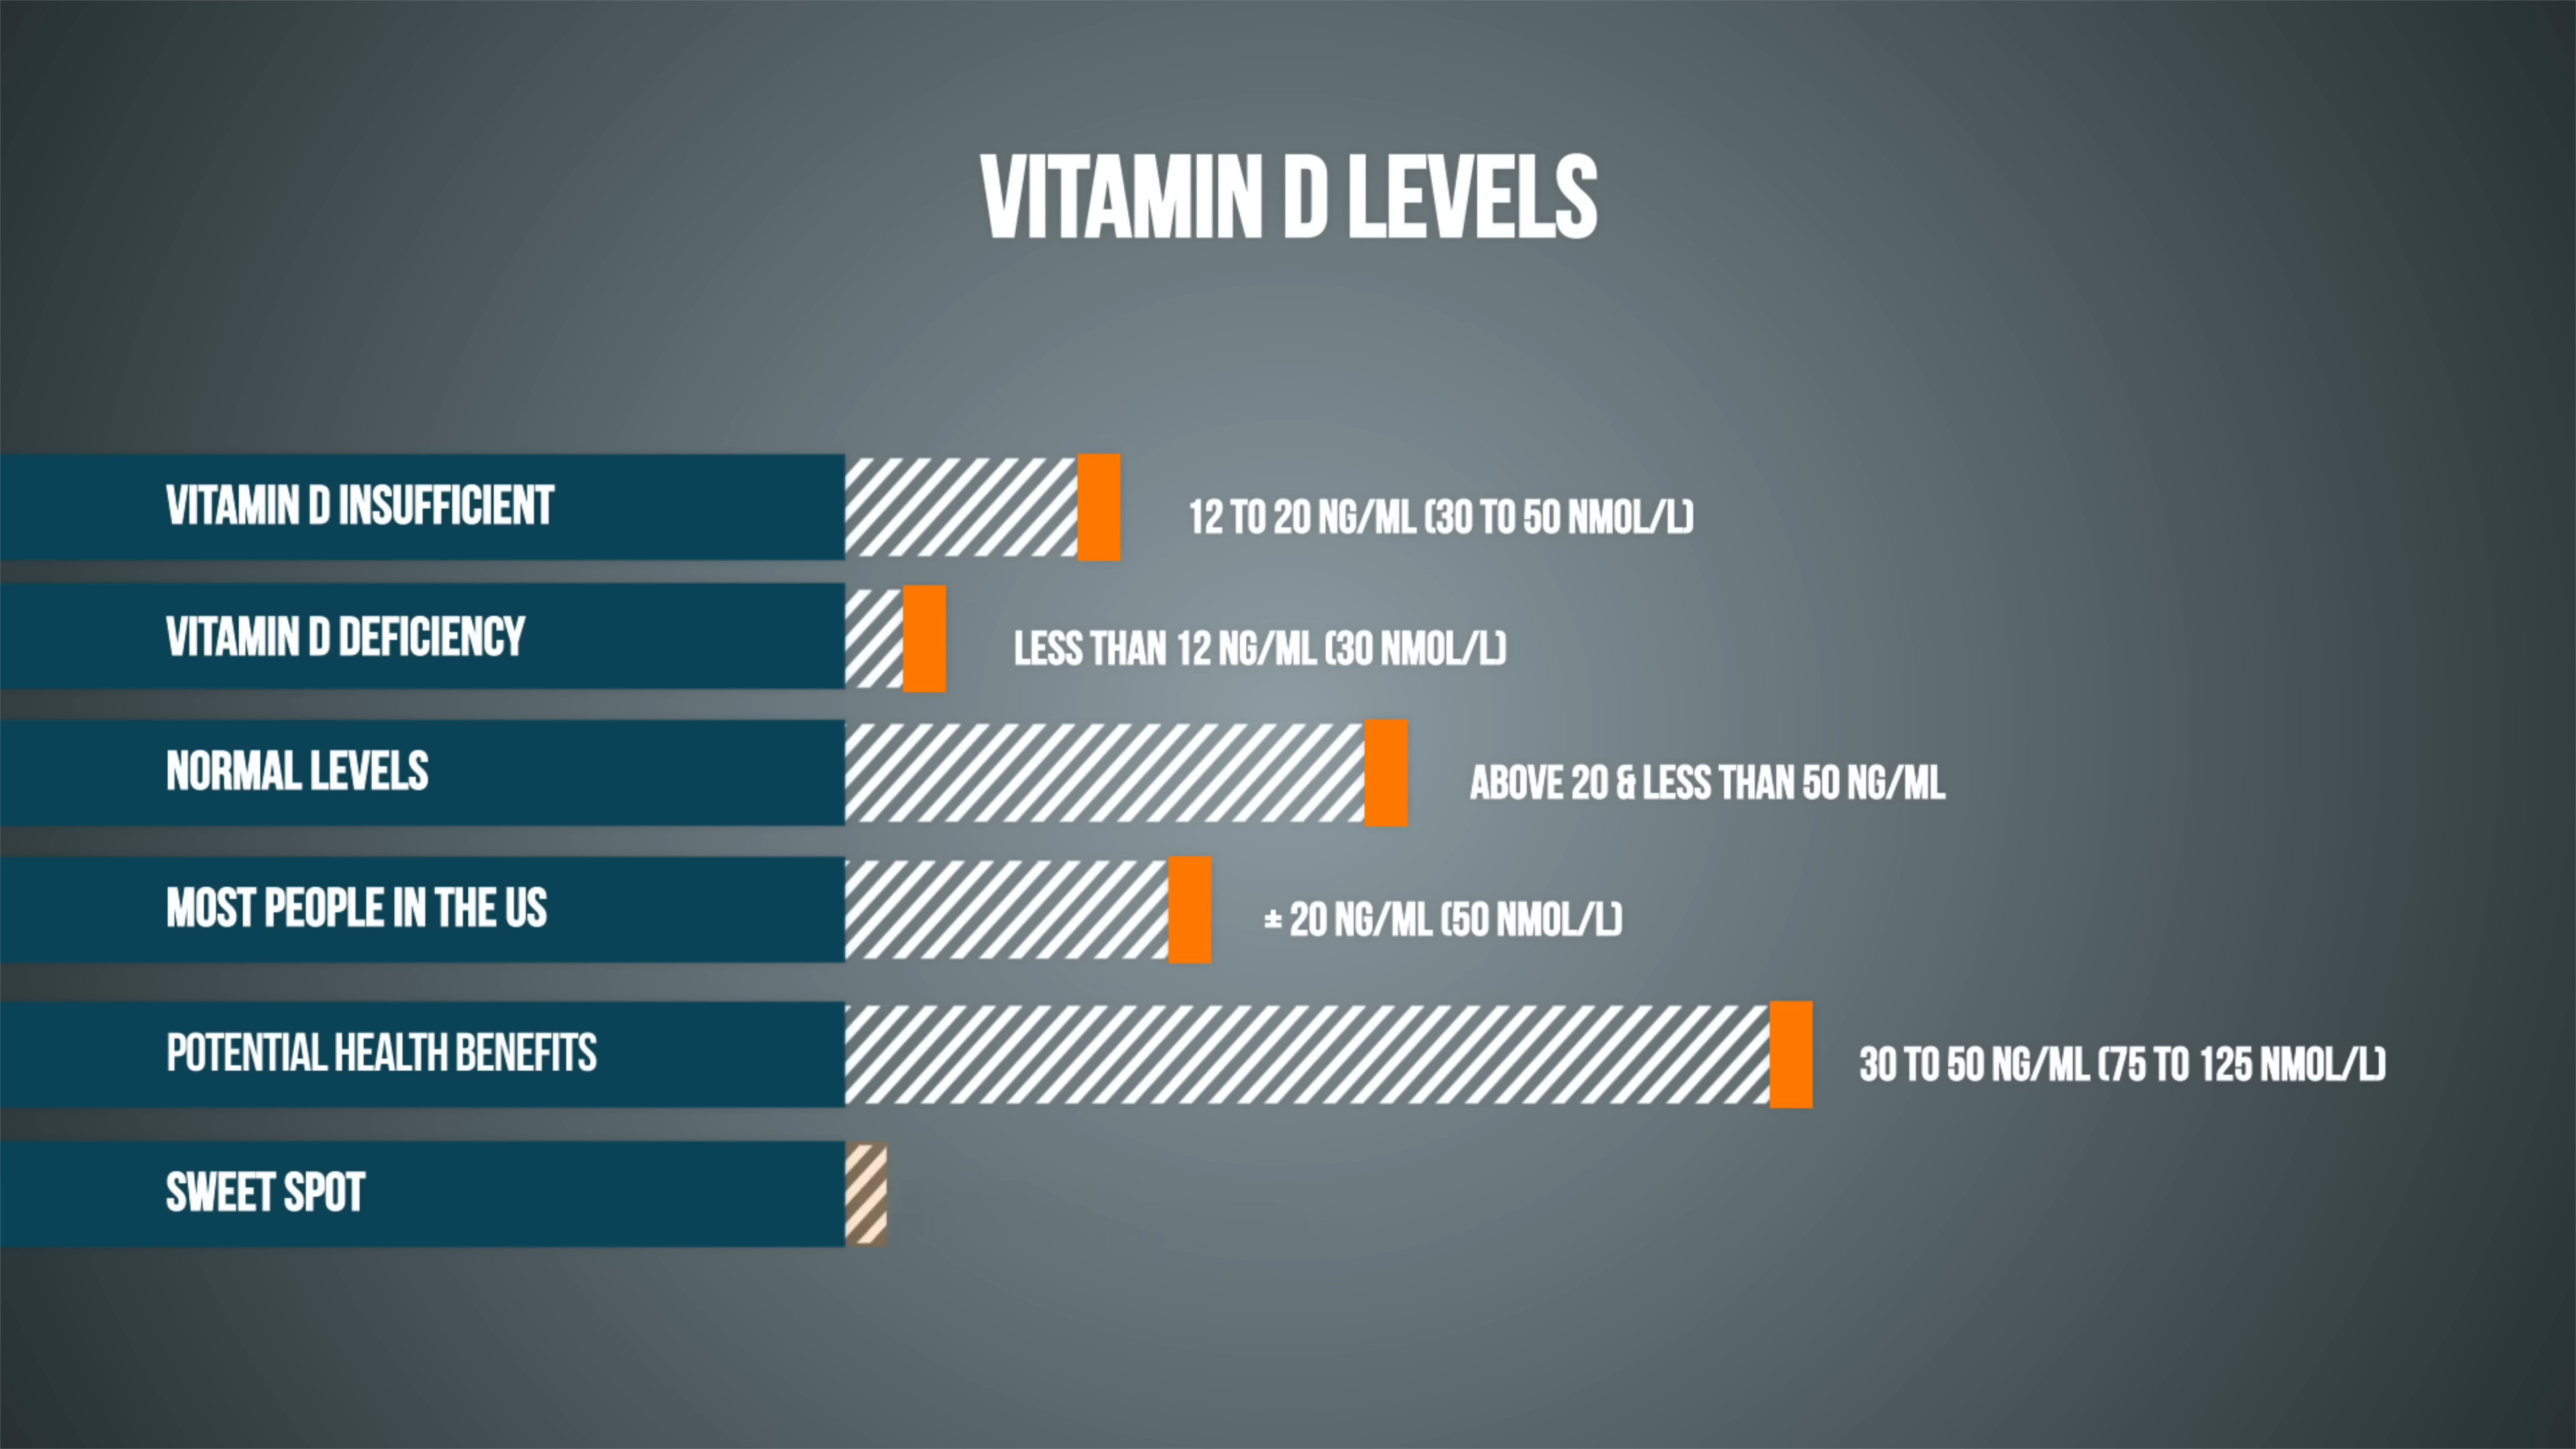 VITAMIN D LEVELS
VITAMIN D INSUFFICIENT
12 TO 20 NG/ML (30 TO 50 NMOL/L)
VITAMIN D DEFICIENCY
LESS THAN 12 NG/ML (30 NMOL/L)
NORMAL LEVELS
ABOVE 20 & LESS THAN 50 NG/ML
MOST PEOPLE IN THE US
± 20 NG/ML (50 NMOL/L)
POTENTIAL HEALTH BENEFITS
30 TO 50 NG/ML (75 TO 125 NMOL/L)
SWEET SPOT